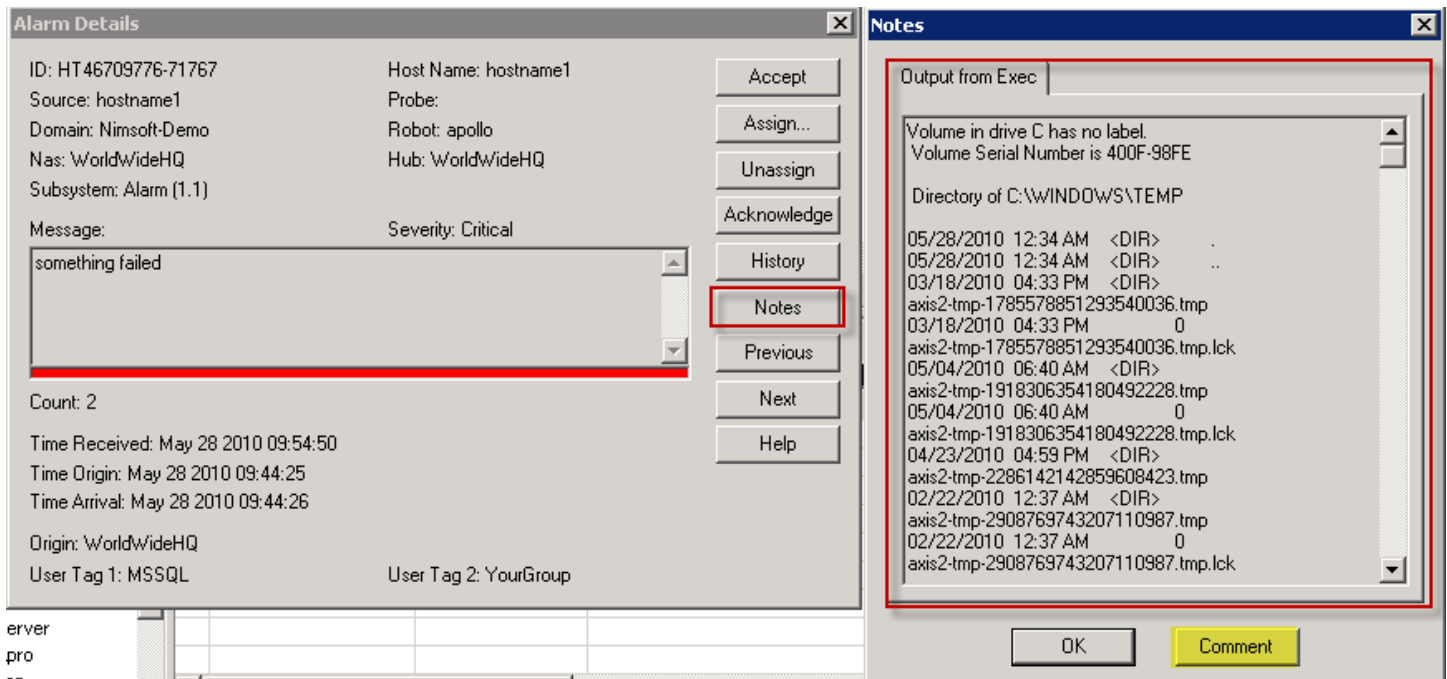 Alarm Details
ID: HT46709776-71767 Host Name: hostname1
Source: hostname1 Probe:
Domain: Nimsoft-Demo Robot: apollo
Nas: WorldWideHQ Hub: WorldWideHQ
Subsystem: Alarm (1.1)
Message: Severity: Critical
something failed
Count: 2
Time Received: May 28 2010 09:54:50
Time Origin: May 28 2010 09:44:25
Time Arrival: May 28 2010 09:44:26
Origin: WorldWideHQ
User Tag 1: MSSQL User Tag 2: YourGroup
Accept
Assign...
Unassign
Acknowledge
History
Notes
Previous
Next
Help
erver
pro
Notes
Output from Exec
Volume in drive C has no label.
Volume Serial Number is 400F-98FE
Directory of C:\WINDOWS\TEMP
05/28/2010 12:34 AM <DIR> .
05/28/2010 12:34 AM <DIR> ..
03/18/2010 04:33 PM <DIR>
axis2-tmp-1785578851293540036.tmp
03/18/2010 04:33 PM 0
axis2-tmp-1785578851293540036.tmp.lck
05/04/2010 06:40 AM <DIR>
axis2-tmp-1918306354180492228.tmp
05/04/2010 06:40 AM 0
axis2-tmp-1918306354180492228.tmp.lck
04/23/2010 04:59 PM <DIR>
axis2-tmp-2286142142859608423.tmp
02/22/2010 12:37 AM <DIR>
axis2-tmp-2908769743207110987.tmp
02/22/2010 12:37 AM 0
axis2-tmp-2908769743207110987.tmp.lck
OK
Comment